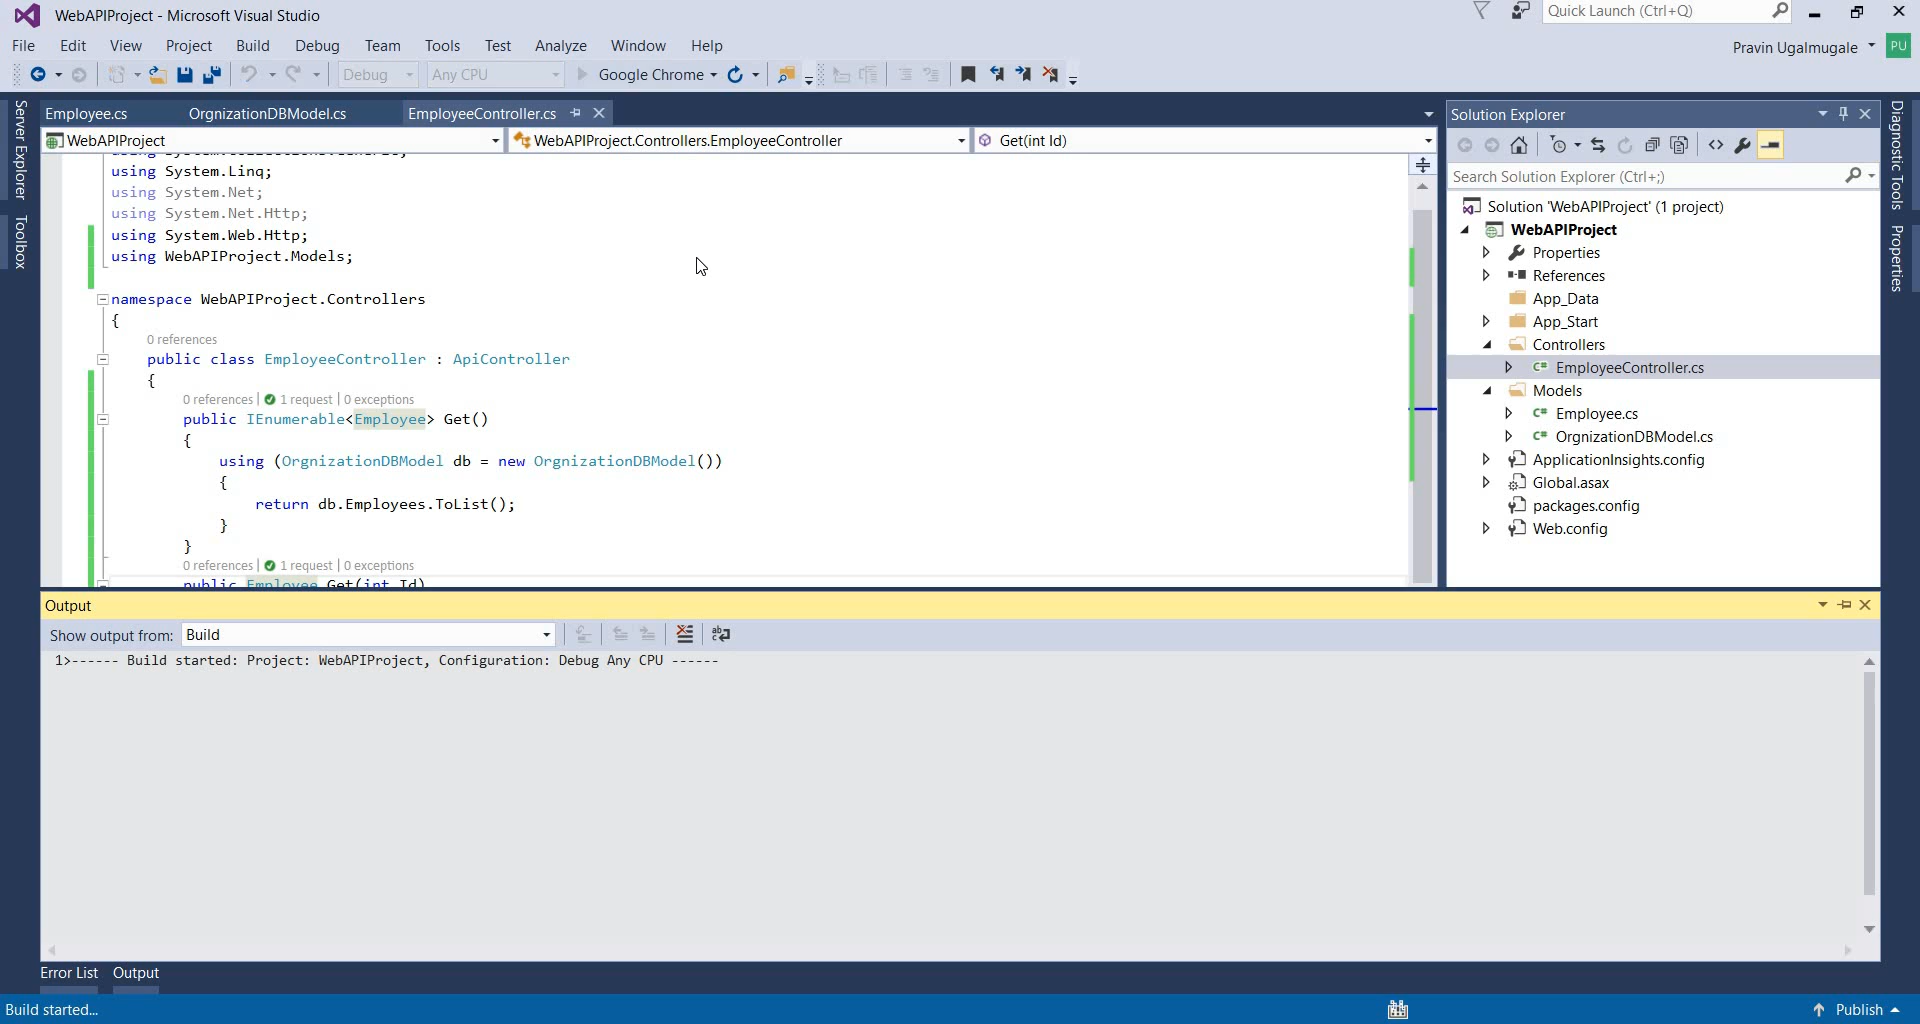 WebAPIProject - Microsoft Visual Studio
Quick Launch (Ctrl+Q)
File Edit View Project Build Debug Team Tools Test Analyze Window Help
Pravin Ugalmugale PU
Debug Any CPU Google Chrome
Server Explorer
Toolbox
Employee.cs OrgnizationDBModel.cs EmployeeController.cs
WebAPIProject WebAPIProject.Controllers.EmployeeController Get(int Id)
using System.Linq;
using System.Net;
using System.Net.Http;
using System.Web.Http;
using WebAPIProject.Models;
namespace WebAPIProject.Controllers
{
0 references
public class EmployeeController : ApiController
{
0 references | 1 request | 0 exceptions
public IEnumerable<Employee> Get()
{
using (OrgnizationDBModel db = new OrgnizationDBModel())
{
return db.Employees.ToList();
}
}
0 references | 1 request | 0 exceptions
public Employee Get(int Id)
Solution Explorer
Search Solution Explorer (Ctrl+;)
Solution 'WebAPIProject' (1 project)
WebAPIProject
Properties
References
App_Data
App_Start
Controllers
EmployeeController.cs
Models
Employee.cs
OrgnizationDBModel.cs
ApplicationInsights.config
Global.asax
packages.config
Web.config
Diagnostic Tools
Properties
Output
Show output from: Build
1>------ Build started: Project: WebAPIProject, Configuration: Debug Any CPU ------
Error List Output
Build started...
Publish